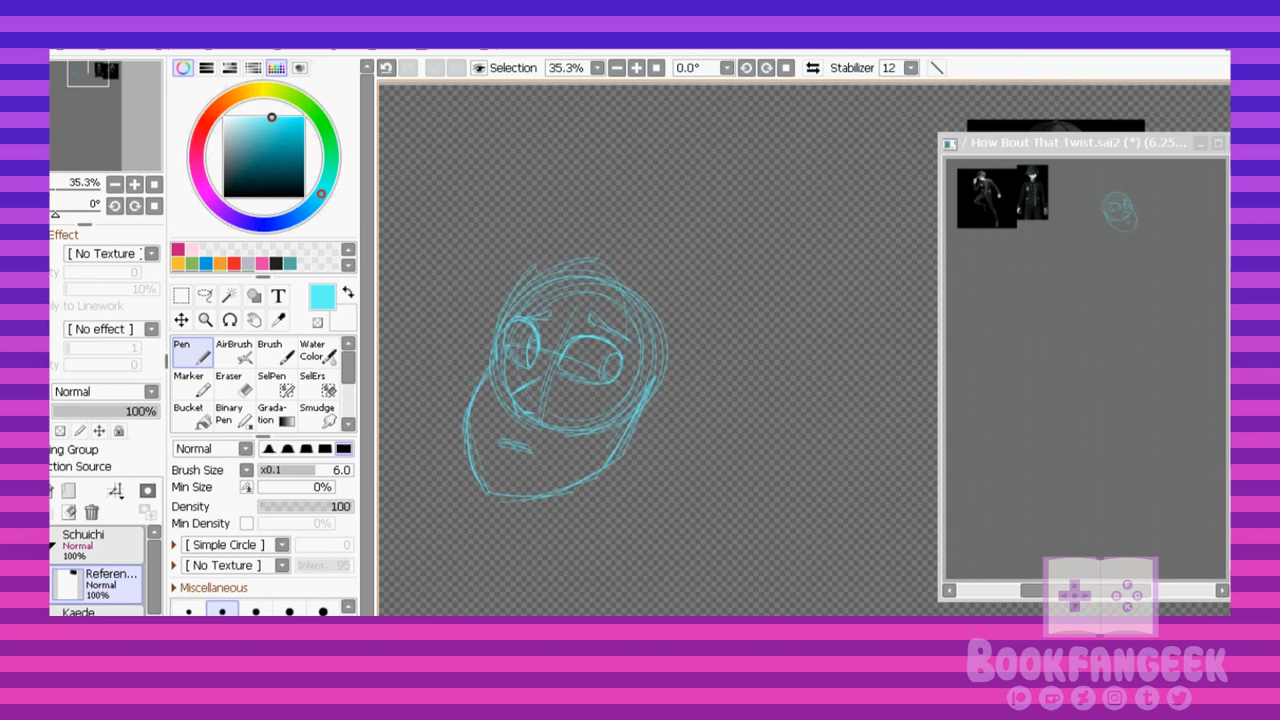 Selection 35.3% 0.0° Stabilizer 12
/ How Bout That Twist.sai2 (*) (6.25...
35.3%
0°
Effect
[ No Texture ]
0
10%
ly to Linework
[ No effect ]
1
0
Normal
100%
ng Group
ction Source
Schuichi
Normal
100%
Referen...
Normal
100%
Kaede
T
Pen AirBrush Brush Water Color
Marker Eraser SelPen SelErs
Bucket Binary Pen Grada-tion Smudge
Normal
Brush Size x0.1 6.0
Min Size 0%
Density 100
Min Density 0%
[ Simple Circle ] 0
[ No Texture ] Intens. 95
Miscellaneous
F
B G
K
BOOKFANGEEK